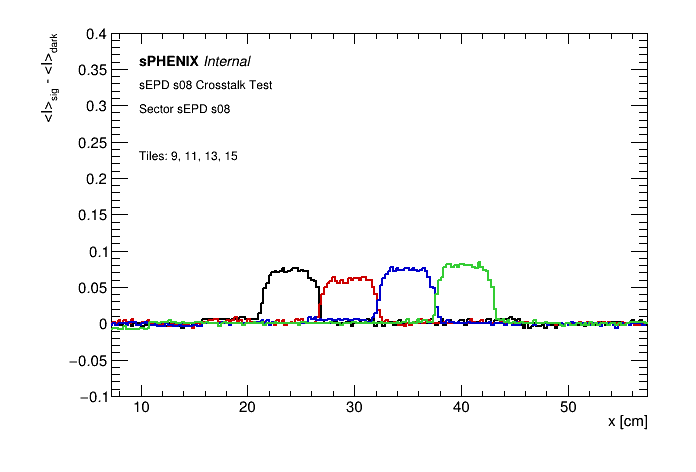 <I>sig - <I>dark
0.4
0.35
0.3
0.25
0.2
0.15
0.1
0.05
0
−0.05
−0.1
sPHENIX Internal
sEPD s08 Crosstalk Test
Sector sEPD s08
Tiles: 9, 11, 13, 15
10 20 30 40 50
x [cm]